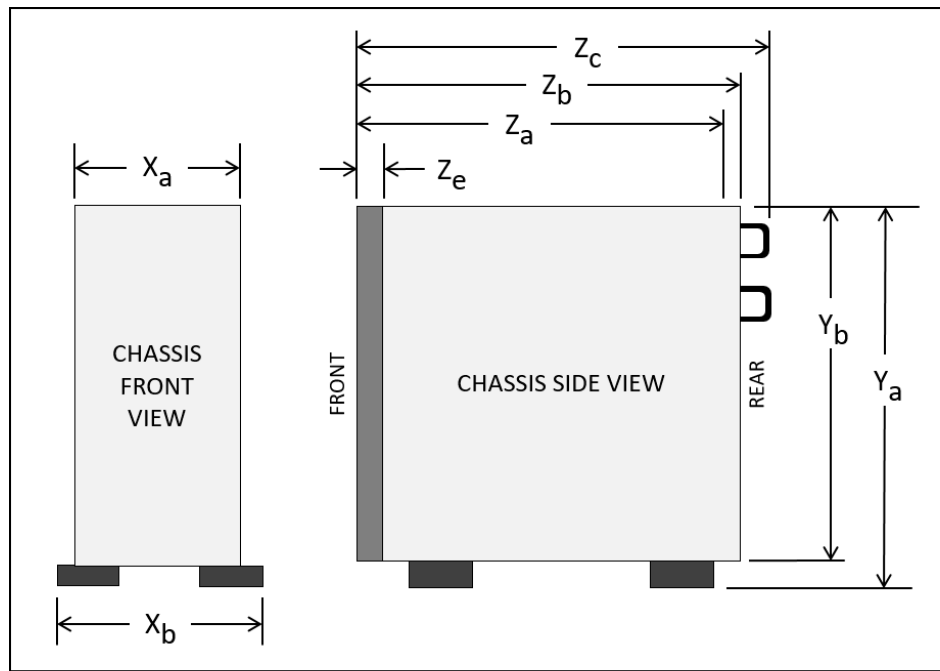 Zc
Zb
Za
Xa
Ze
CHASSIS
FRONT
VIEW
FRONT
CHASSIS SIDE VIEW
REAR
Yb
Ya
Xb